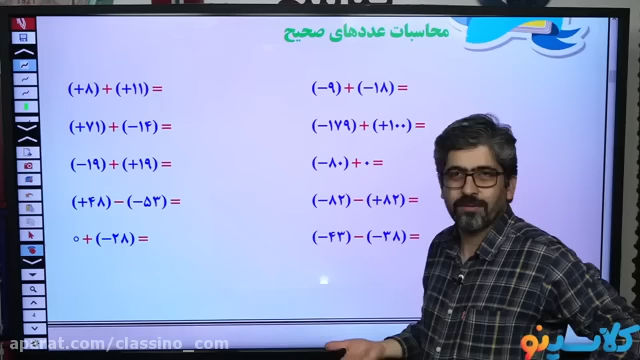 محاسبات عددهای صحیح
(+۸) + (+۱۱) =
(+۷۱) + (−۱۴) =
(−۱۹) + (+۱۹) =
(+۴۸) − (−۵۳) =
۰ + (−۲۸) =
(−۹) + (−۱۸) =
(−۱۷۹) + (+۱۰۰) =
(−۸۰) + ۰ =
(−۸۲) − (+۸۲) =
(−۴۳) − (−۳۸) =
aparat.com/classino_com
کلاسینو